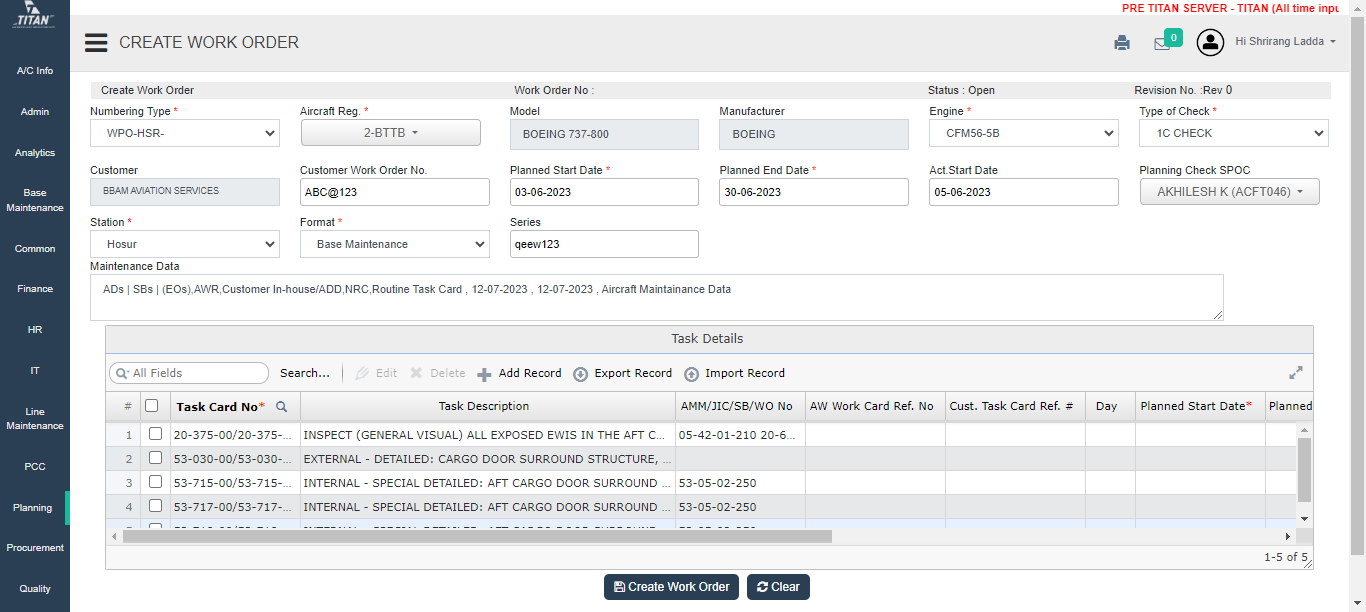 PRE TITAN SERVER - TITAN (All time inpu
TITAN
CREATE WORK ORDER
0
Hi Shrirang Ladda
A/C Info
Admin
Analytics
Base
Maintenance
Common
Finance
HR
IT
Line
Maintenance
PCC
Planning
Procurement
Quality
Create Work Order Work Order No : Status : Open Revision No. :Rev 0
Numbering Type * Aircraft Reg. * Model Manufacturer Engine * Type of Check *
WPO-HSR- 2-BTTB BOEING 737-800 BOEING CFM56-5B 1C CHECK
Customer Customer Work Order No. Planned Start Date * Planned End Date * Act.Start Date Planning Check SPOC
BBAM AVIATION SERVICES ABC@123 03-06-2023 30-06-2023 05-06-2023 AKHILESH K (ACFT046)
Station * Format * Series
Hosur Base Maintenance qeew123
Maintenance Data
ADs | SBs | (EOs),AWR,Customer In-house/ADD,NRC,Routine Task Card , 12-07-2023 , 12-07-2023 , Aircraft Maintainance Data
Task Details
All Fields Search... Edit Delete Add Record Export Record Import Record
# Task Card No* Task Description AMM/JIC/SB/WO No AW Work Card Ref. No Cust. Task Card Ref. # Day Planned Start Date* Planned
1 20-375-00/20-375-... INSPECT (GENERAL VISUAL) ALL EXPOSED EWIS IN THE AFT C... 05-42-01-210 20-6...
2 53-030-00/53-030-... EXTERNAL - DETAILED: CARGO DOOR SURROUND STRUCTURE, ...
3 53-715-00/53-715-... INTERNAL - SPECIAL DETAILED: AFT CARGO DOOR SURROUND ... 53-05-02-250
4 53-717-00/53-717-... INTERNAL - SPECIAL DETAILED: AFT CARGO DOOR SURROUND ... 53-05-02-250
1-5 of 5
Create Work Order Clear